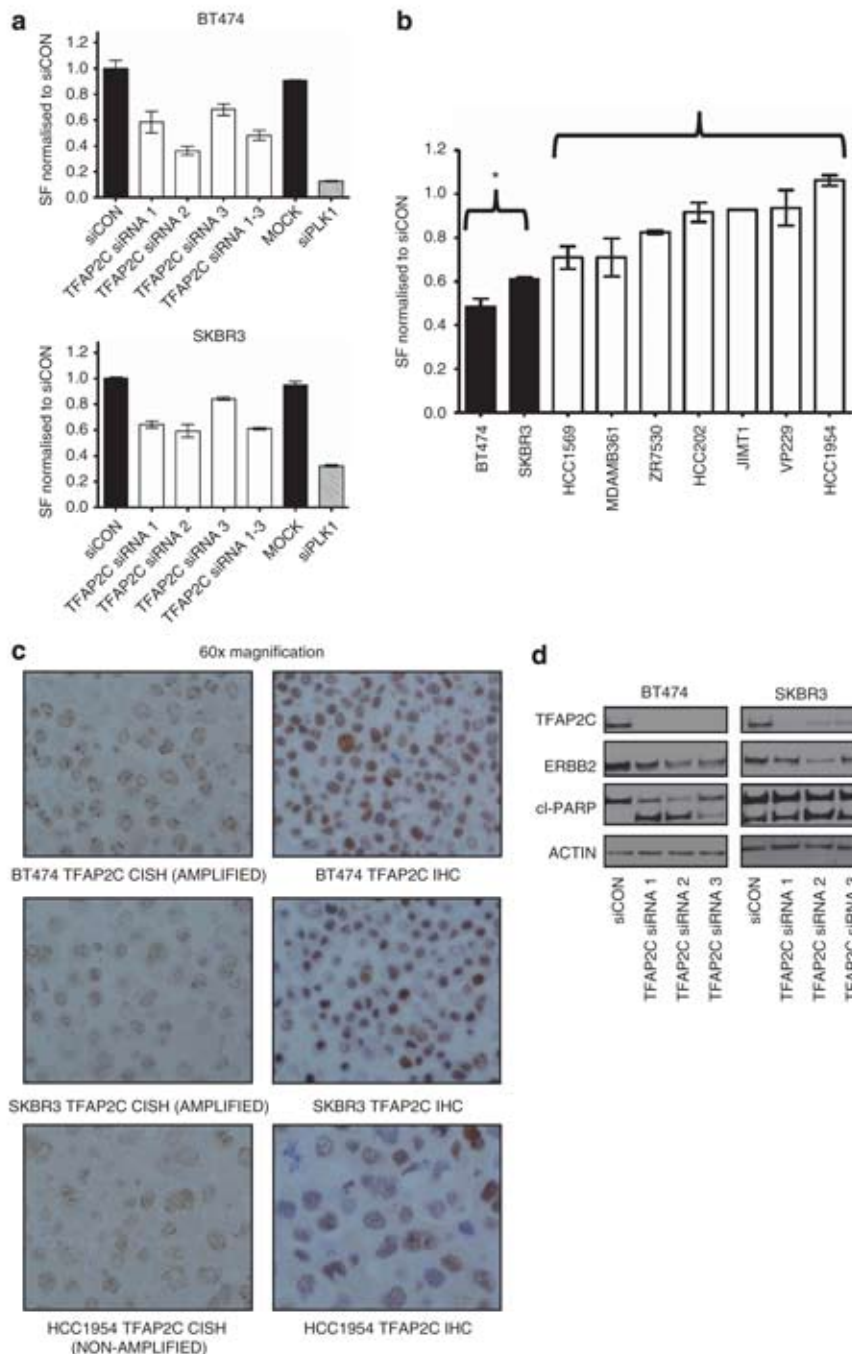 a
BT474
SF normalised to siCON
1.2
1.0
0.8
0.6
0.4
0.2
0.0
siCON
TFAP2C siRNA 1
TFAP2C siRNA 2
TFAP2C siRNA 3
TFAP2C siRNA 1-3
MOCK
siPLK1
SKBR3
SF normalised to siCON
1.2
1.0
0.8
0.6
0.4
0.2
0.0
siCON
TFAP2C siRNA 1
TFAP2C siRNA 2
TFAP2C siRNA 3
TFAP2C siRNA 1-3
MOCK
siPLK1
b
SF normalised to siCON
1.2
1.0
0.8
0.6
0.4
0.2
0.0
*
BT474
SKBR3
HCC1569
MDAMB361
ZR7530
HCC202
JIMT1
VP229
HCC1954
c
60x magnification
BT474 TFAP2C CISH (AMPLIFIED)
BT474 TFAP2C IHC
SKBR3 TFAP2C CISH (AMPLIFIED)
SKBR3 TFAP2C IHC
HCC1954 TFAP2C CISH
(NON-AMPLIFIED)
HCC1954 TFAP2C IHC
d
BT474
SKBR3
TFAP2C
ERBB2
cl-PARP
ACTIN
siCON
TFAP2C siRNA 1
TFAP2C siRNA 2
TFAP2C siRNA 3
siCON
TFAP2C siRNA 1
TFAP2C siRNA 2
TFAP2C siRNA 3